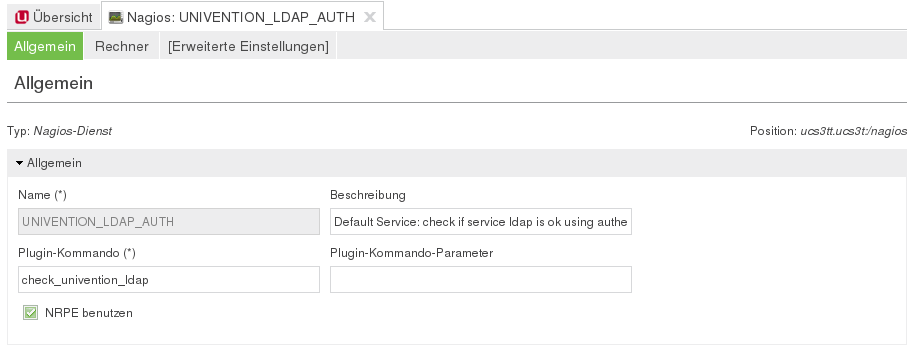 Übersicht Nagios: UNIVENTION_LDAP_AUTH
Allgemein Rechner [Erweiterte Einstellungen]
Allgemein
Typ: Nagios-Dienst Position: ucs3tt.ucs3t:/nagios
Allgemein
Name (*) Beschreibung
UNIVENTION_LDAP_AUTH Default Service: check if service ldap is ok using authe
Plugin-Kommando (*) Plugin-Kommando-Parameter
check_univention_ldap
NRPE benutzen